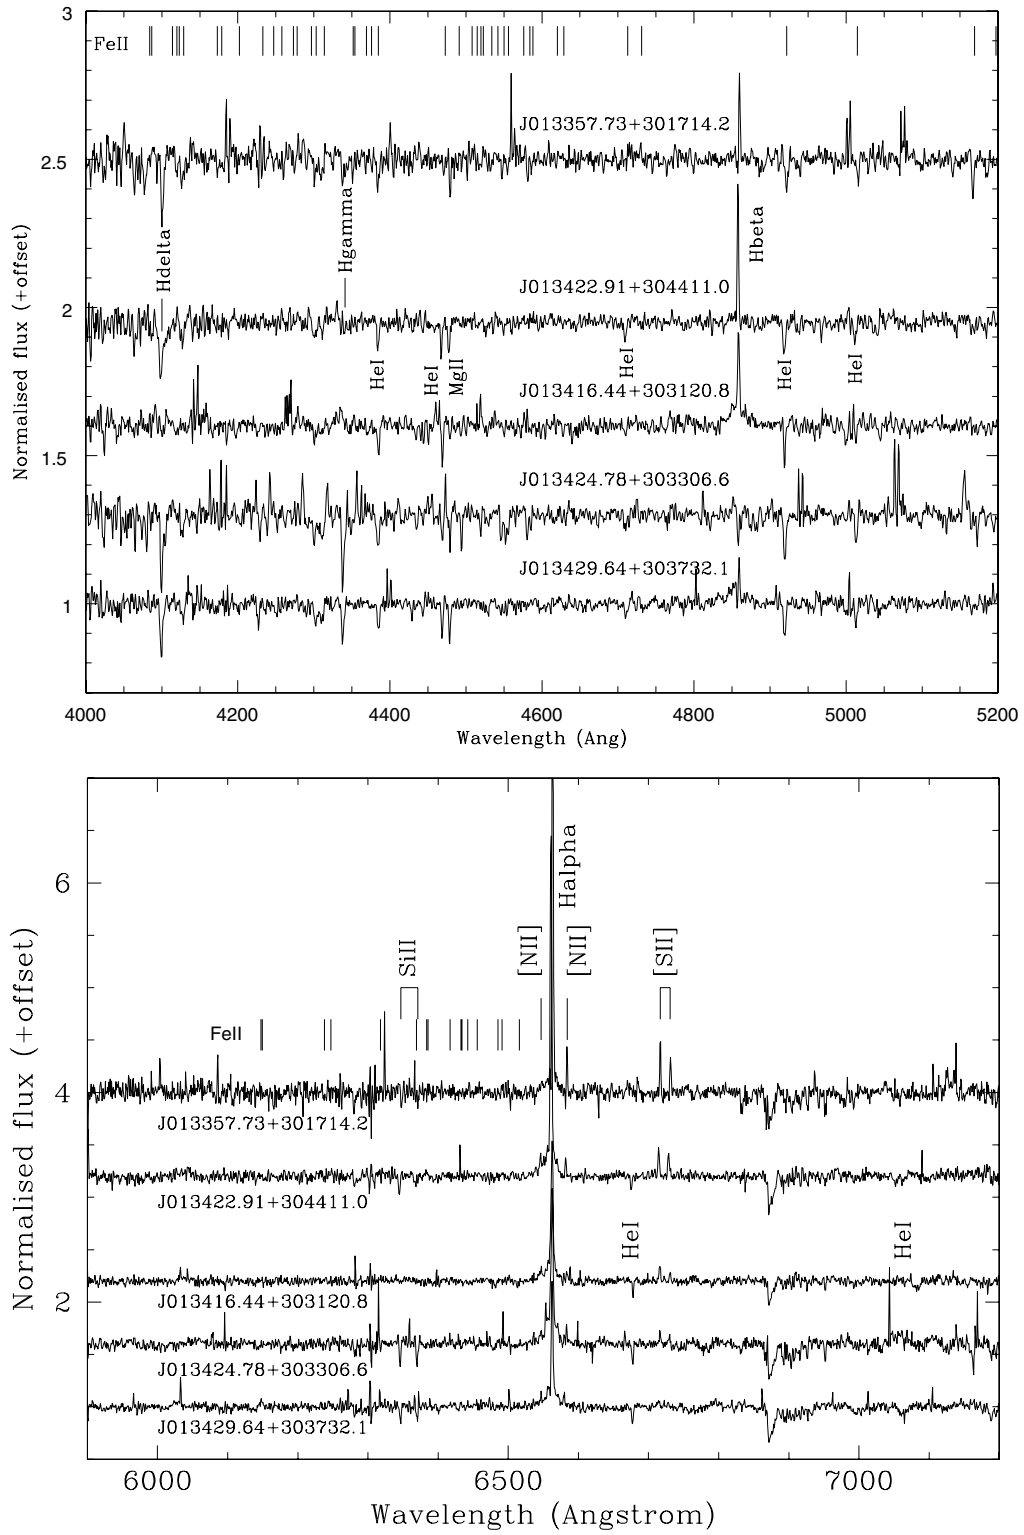 3
FeII
J013357.73+301714.2
2.5
Hdelta
Hgamma
Hbeta
J013422.91+304411.0
2
HeI
HeI
MgII
HeI
HeI
HeI
J013416.44+303120.8
1.5
J013424.78+303306.6
J013429.64+303732.1
1
Normalised flux (+offset)
4000 4200 4400 4600 4800 5000 5200
Wavelength (Ang)
Halpha
6
SiII
[NII]
[NII]
[SII]
FeII
4
J013357.73+301714.2
J013422.91+304411.0
HeI
HeI
2
J013416.44+303120.8
J013424.78+303306.6
J013429.64+303732.1
Normalised flux (+offset)
6000 6500 7000
Wavelength (Angstrom)